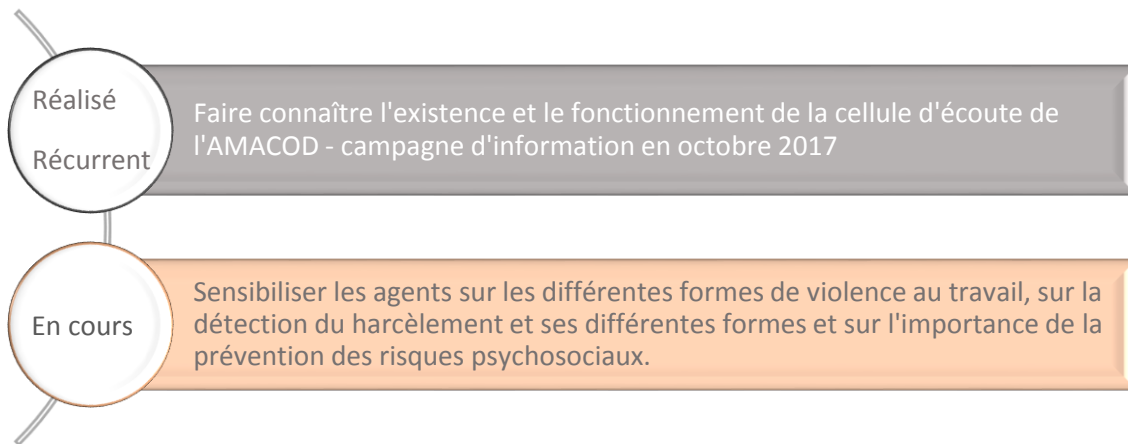 Réalisé
Récurrent
Faire connaître l'existence et le fonctionnement de la cellule d'écoute de
l'AMACOD - campagne d'information en octobre 2017
En cours
Sensibiliser les agents sur les différentes formes de violence au travail, sur la
détection du harcèlement et ses différentes formes et sur l'importance de la
prévention des risques psychosociaux.